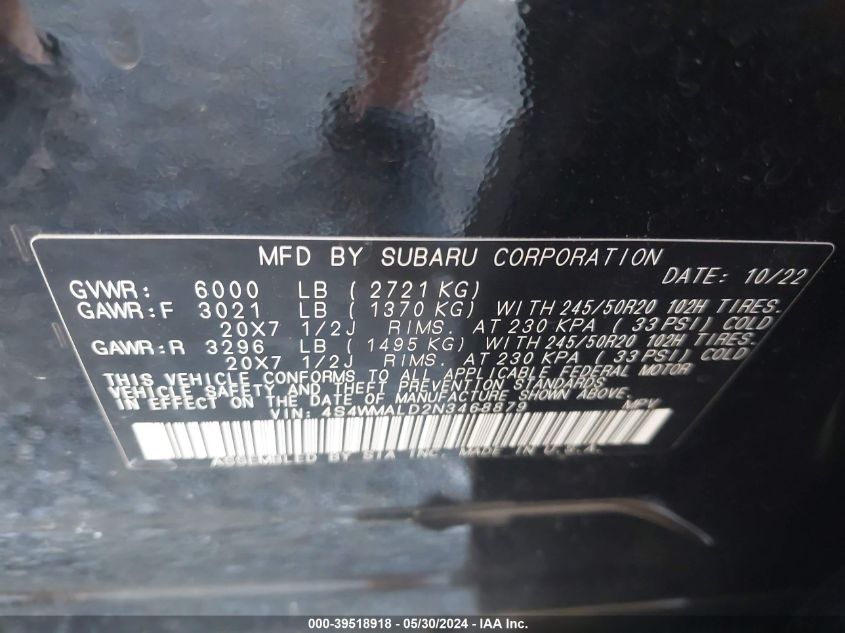 MFD BY SUBARU CORPORATION
DATE: 10/22
GVWR: 6000 LB ( 2721 KG)
GAWR:F 3021 LB ( 1370 KG) WITH 245/50R20 102H TIRES.
20X7 1/2J RIMS. AT 230 KPA ( 33 PSI) COLD
GAWR:R 3296 LB ( 1495 KG) WITH 245/50R20 102H TIRES.
20X7 1/2J RIMS. AT 230 KPA ( 33 PSI) COLD
THIS VEHICLE CONFORMS TO ALL APPLICABLE FEDERAL MOTOR
VEHICLE SAFETY AND THEFT PREVENTION STANDARDS
IN EFFECT ON THE DATE OF MANUFACTURE SHOWN ABOVE.
VIN: 4S4WMALD2N3468879 MPV
ASSEMBLED BY SIA INC. MADE IN U.S.A.
000-39518918 - 05/30/2024 - IAA Inc.